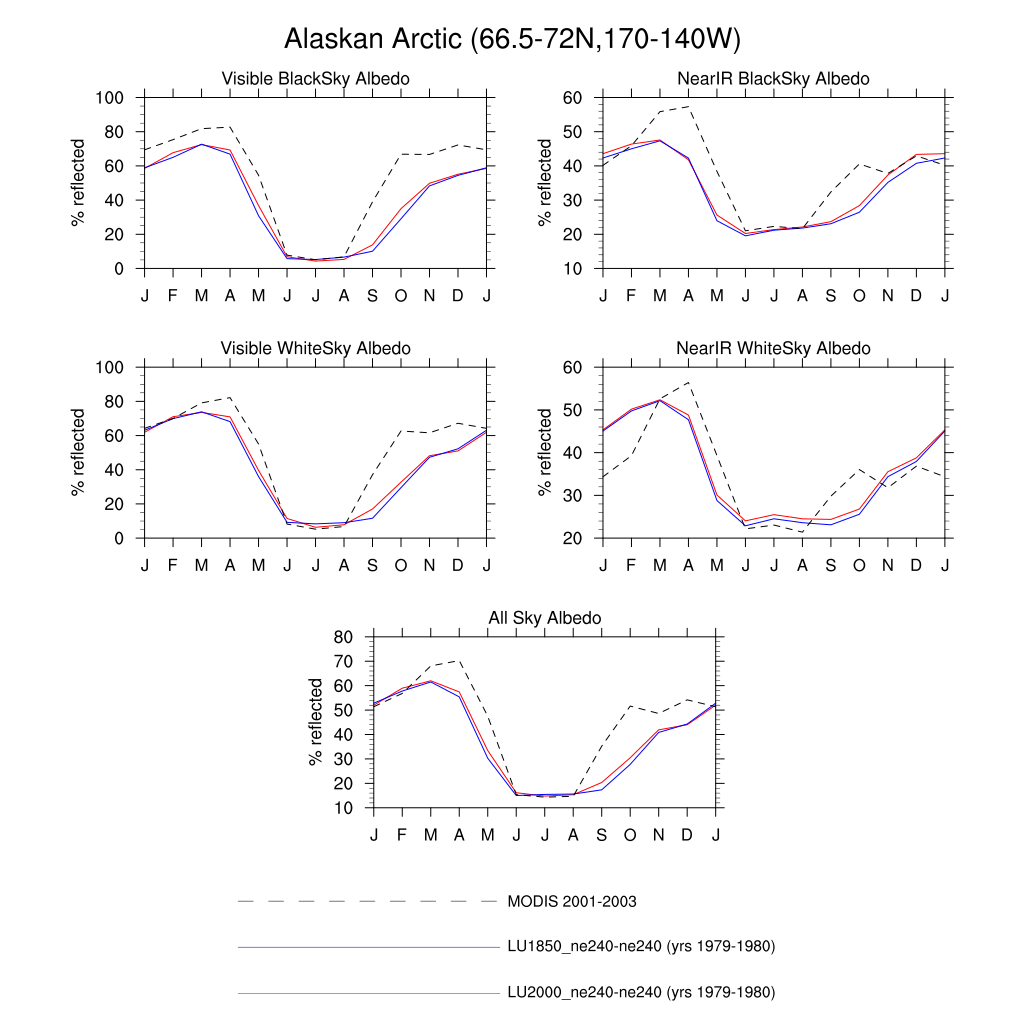 Alaskan Arctic (66.5-72N,170-140W)
Visible BlackSky Albedo
NearIR BlackSky Albedo
100
80
60
40
20
0
% reflected
J F M A M J J A S O N D J
60
50
40
30
20
10
% reflected
J F M A M J J A S O N D J
Visible WhiteSky Albedo
NearIR WhiteSky Albedo
100
80
60
40
20
0
% reflected
J F M A M J J A S O N D J
60
50
40
30
20
% reflected
J F M A M J J A S O N D J
All Sky Albedo
80
70
60
50
40
30
20
10
% reflected
J F M A M J J A S O N D J
MODIS 2001-2003
LU1850_ne240-ne240 (yrs 1979-1980)
LU2000_ne240-ne240 (yrs 1979-1980)